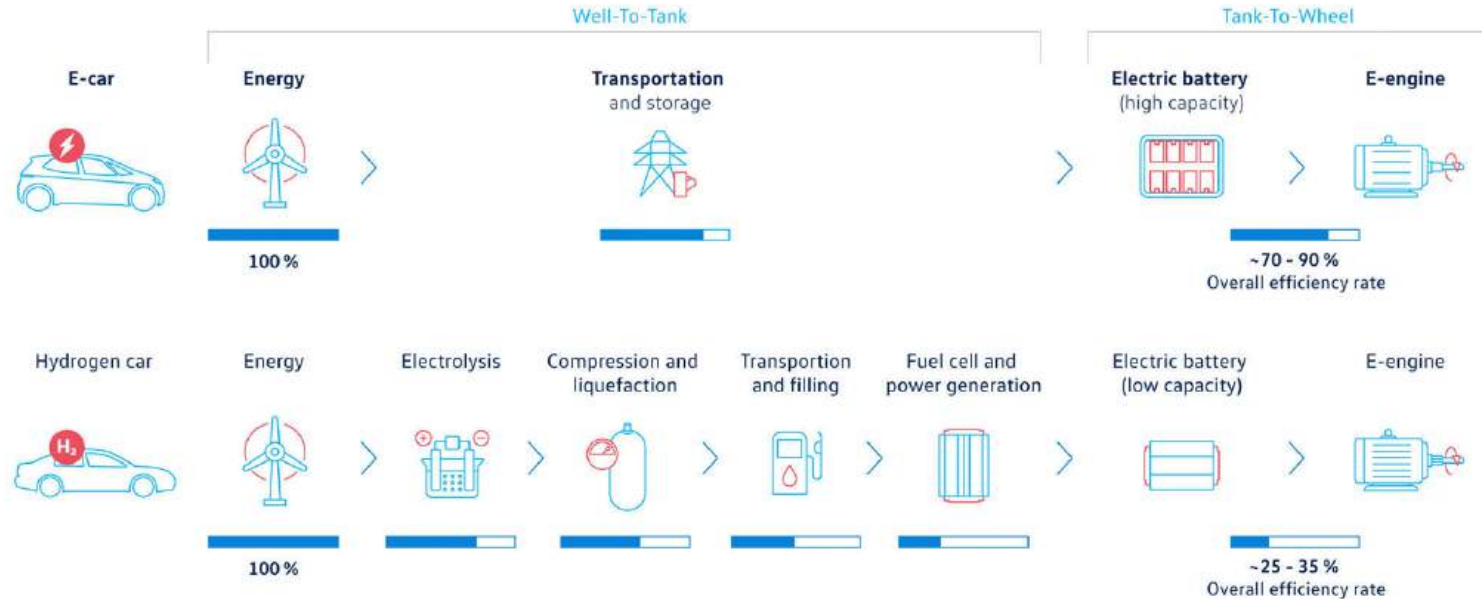 Well-To-Tank
Tank-To-Wheel
E-car
Energy
Transportation
and storage
Electric battery
(high capacity)
E-engine
100 %
~70 - 90 %
Overall efficiency rate
Hydrogen car
Energy
Electrolysis
Compression and
liquefaction
Transportion
and filling
Fuel cell and
power generation
Electric battery
(low capacity)
E-engine
H₂
100 %
~25 - 35 %
Overall efficiency rate